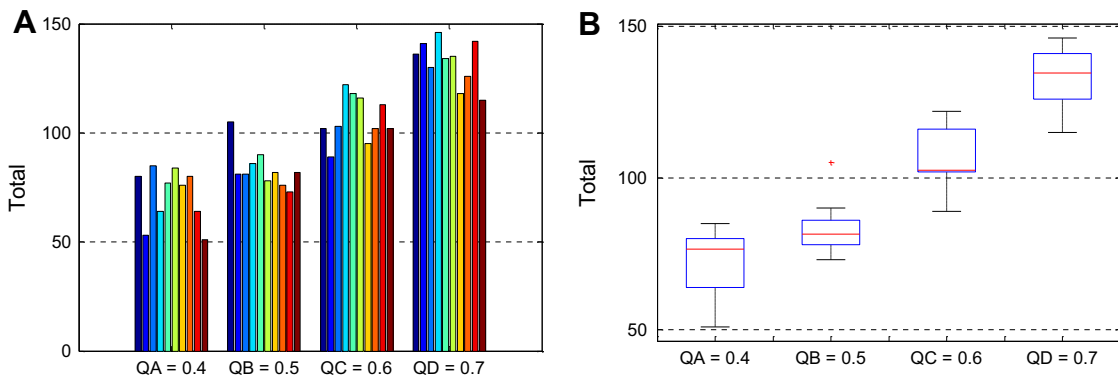 A
150
100
50
0
Total
QA = 0.4 QB = 0.5 QC = 0.6 QD = 0.7
B
150
100
50
Total
QA = 0.4 QB = 0.5 QC = 0.6 QD = 0.7